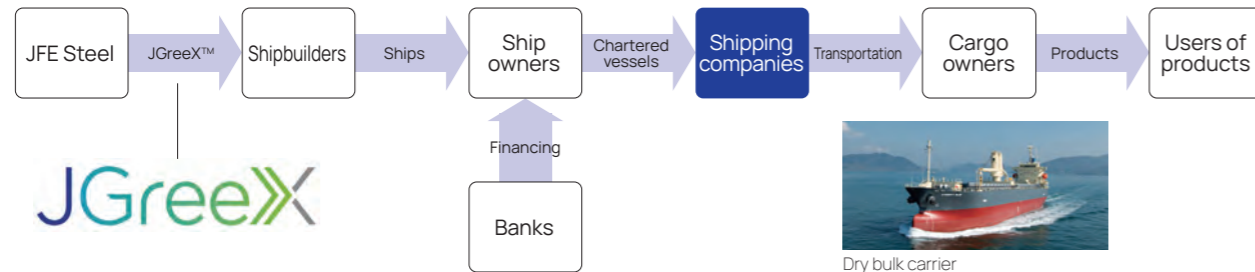 JFE Steel
JGreeX™
Shipbuilders
Ships
Ship
owners
Chartered
vessels
Shipping
companies
Transportation
Cargo
owners
Products
Users of
products
Financing
JGreeX
Banks
Dry bulk carrier